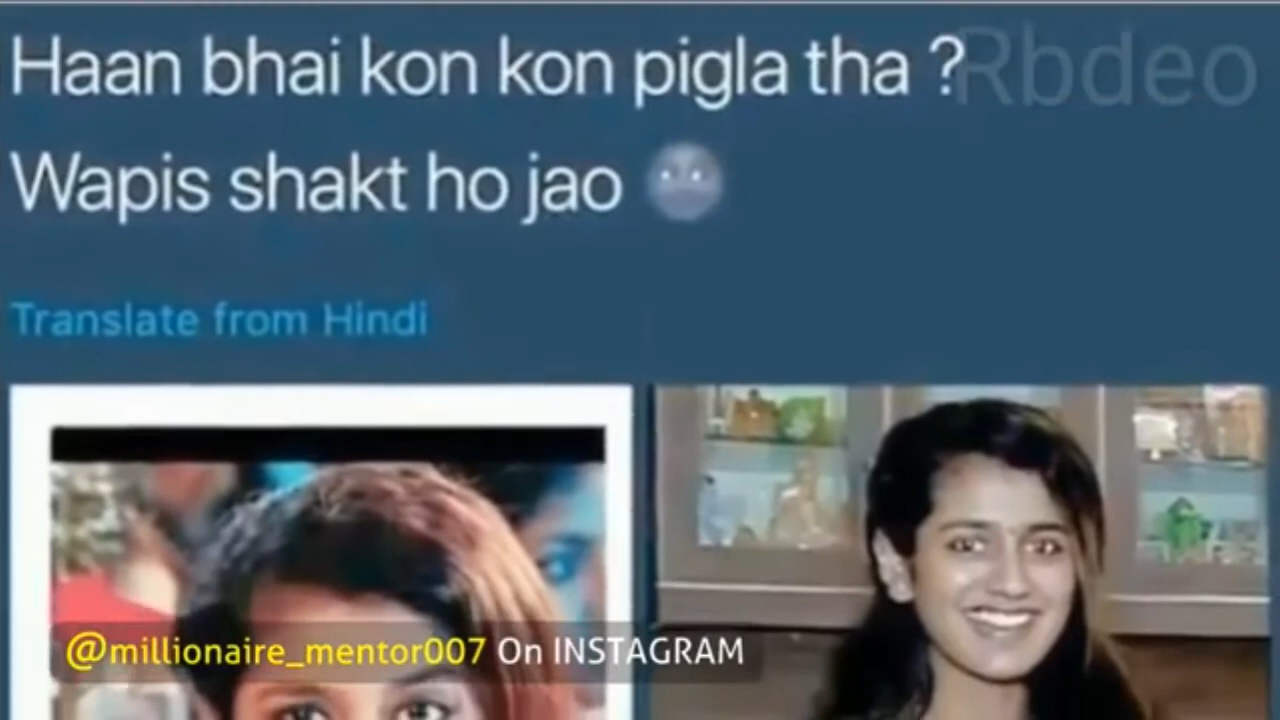 Haan bhai kon kon pigla tha ?
Rbdeo
Wapis shakt ho jao
Translate from Hindi
@millionaire_mentor007 On INSTAGRAM